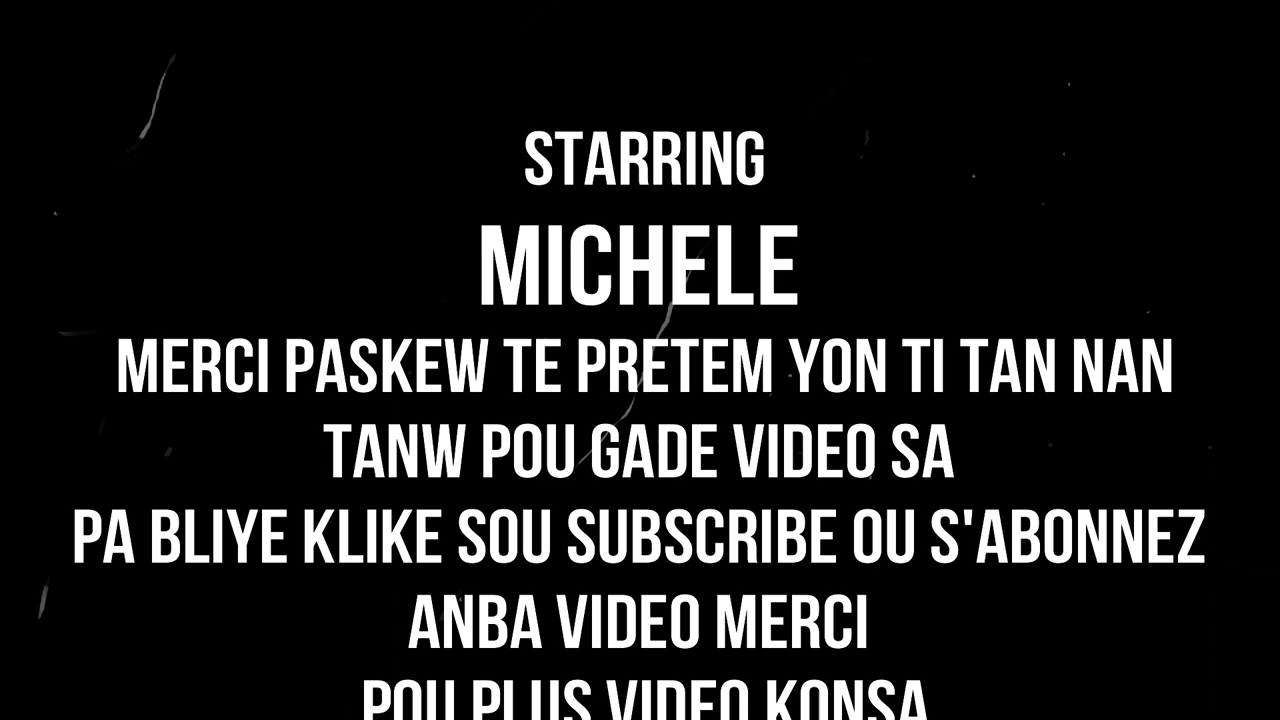 STARRING
MICHELE
MERCI PASKEW TE PRETEM YON TI TAN NAN
TANW POU GADE VIDEO SA
PA BLIYE KLIKE SOU SUBSCRIBE OU S'ABONNEZ
ANBA VIDEO MERCI
POU PLUS VIDEO KONSA